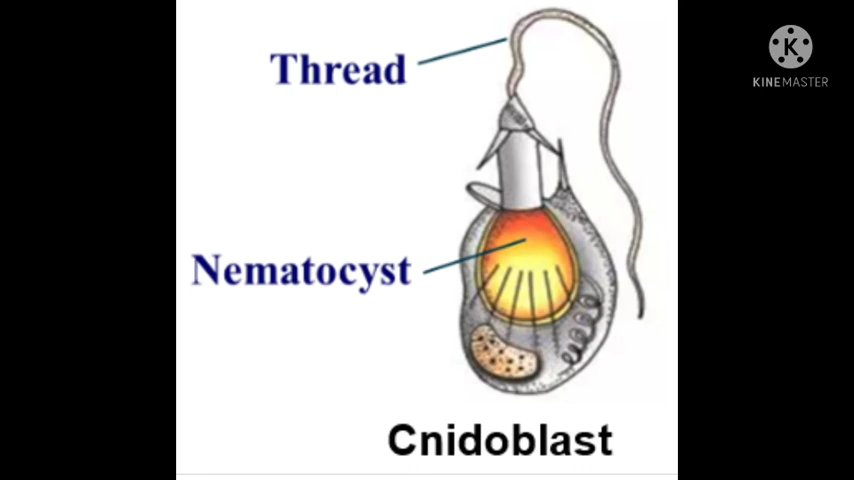 Thread
K
KINEMASTER
Nematocyst
Cnidoblast